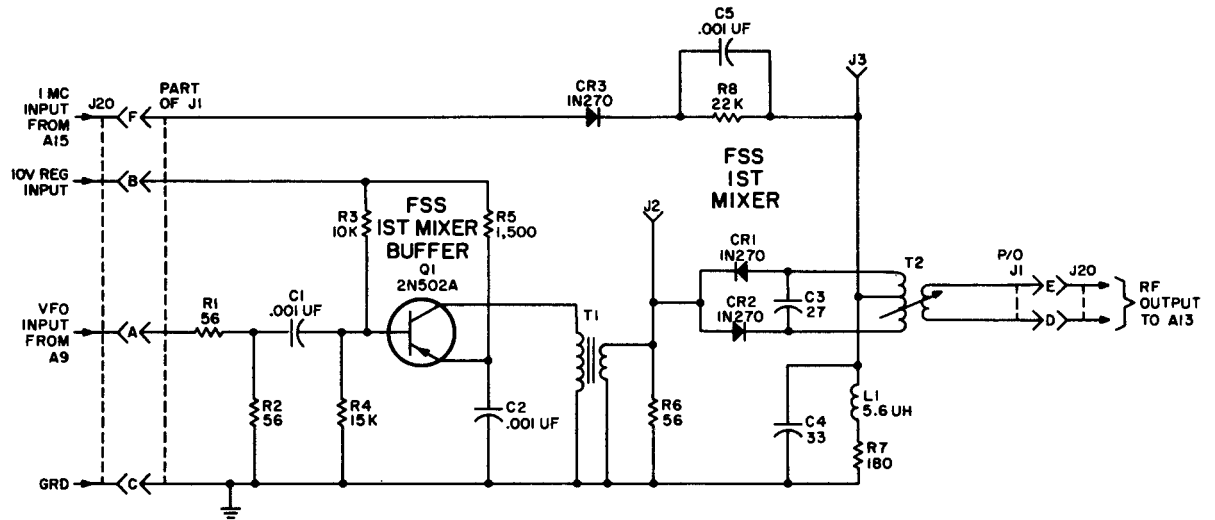 C5
.001 UF
J3
1 MC
INPUT
FROM
A15
J20
F
PART
OF J1
CR3
1N270
R8
22K
10V REG
INPUT
B
FSS
1ST MIXER
BUFFER
Q1
2N502A
R3
10K
R5
1,500
FSS
1ST
MIXER
J2
CR1
1N270
CR2
1N270
C3
27
T2
P/O
J1
E
J20
D
RF
OUTPUT
TO A13
VFO
INPUT
FROM
A9
A
R1
56
C1
.001 UF
T1
R2
56
R4
15K
C2
.001 UF
R6
56
C4
33
L1
5.6 UH
R7
180
GRD
C